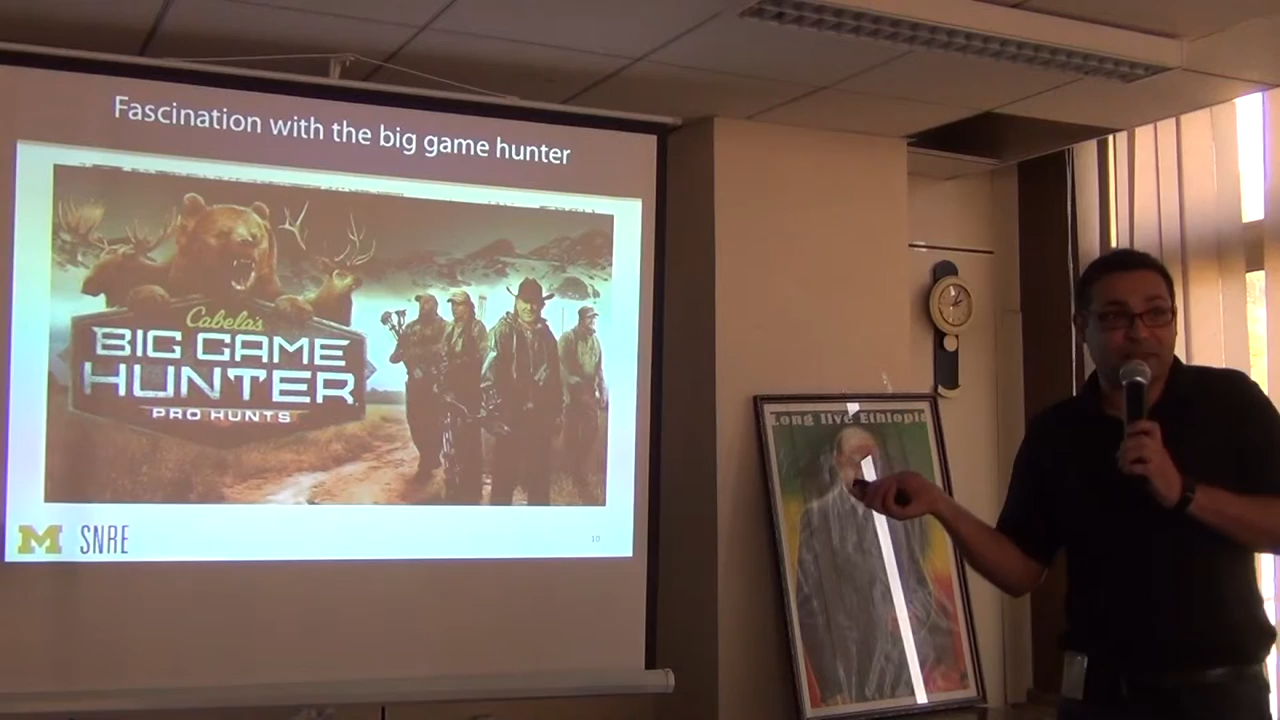 Fascination with the big game hunter
Cabela's
BIG GAME
HUNTER
PRO HUNTS
M SNRE
10
Long live Ethiopia